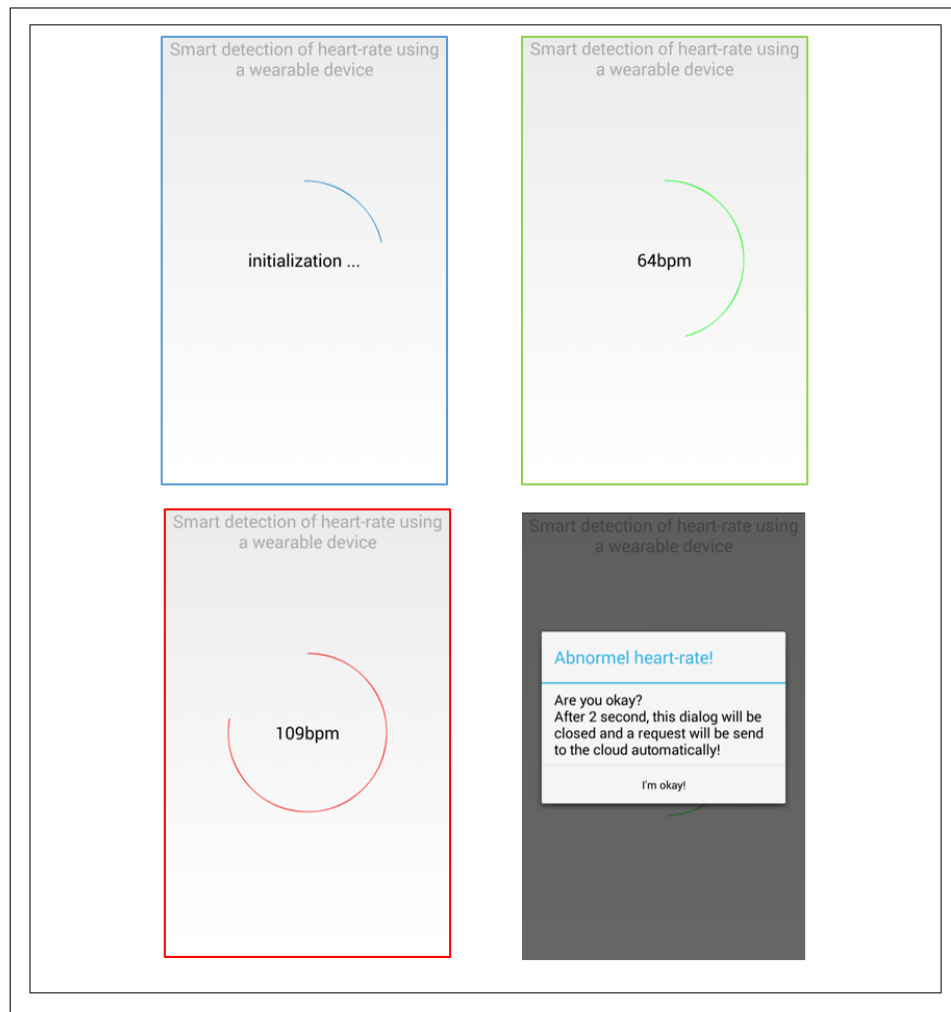 Smart detection of heart-rate using
a wearable device
initialization ...
Smart detection of heart-rate using
a wearable device
64bpm
Smart detection of heart-rate using
a wearable device
109bpm
Smart detection of heart-rate using
a wearable device
Abnormel heart-rate!
Are you okay?
After 2 second, this dialog will be
closed and a request will be send
to the cloud automatically!
I'm okay!